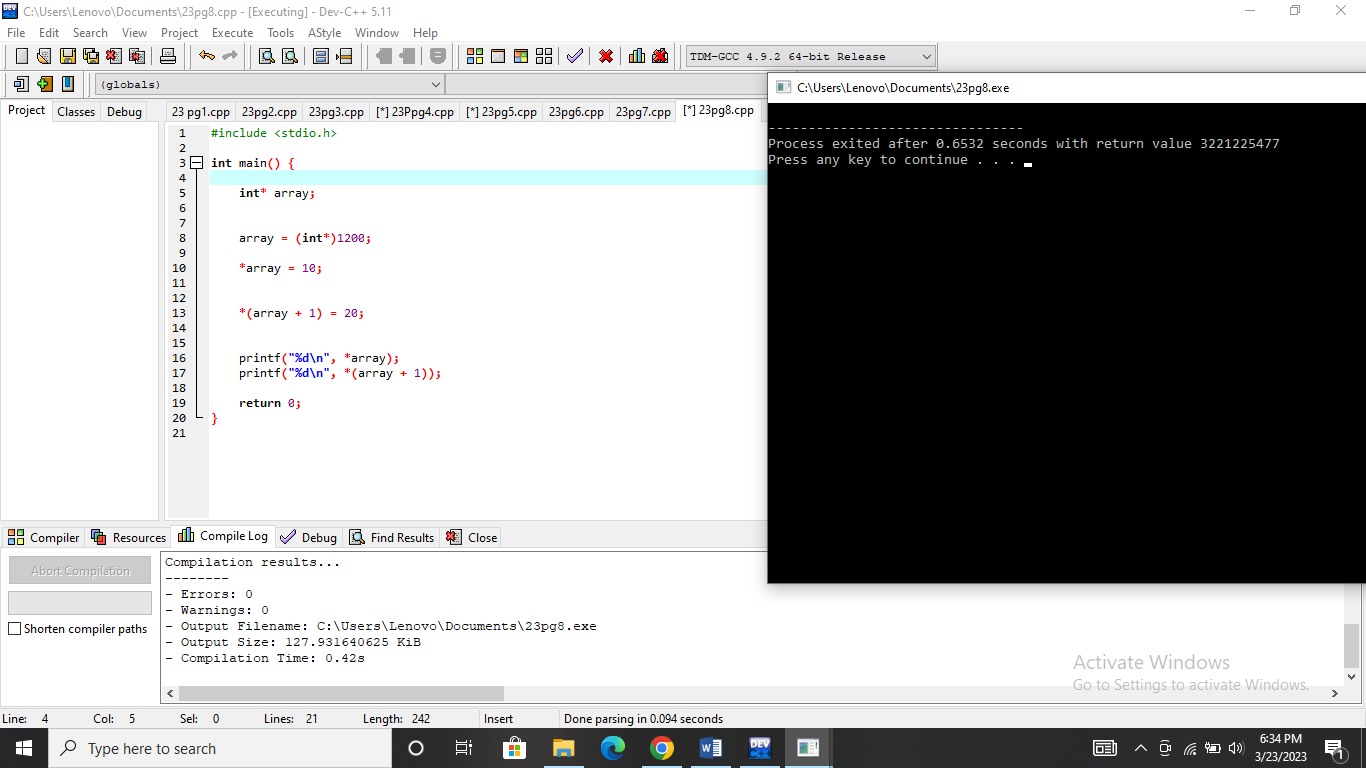 C:\Users\Lenovo\Documents\23pg8.cpp - [Executing] - Dev-C++ 5.11
File Edit Search View Project Execute Tools AStyle Window Help
TDM-GCC 4.9.2 64-bit Release
(globals)
Project Classes Debug
23 pg1.cpp 23pg2.cpp 23pg3.cpp [*] 23Ppg4.cpp [*] 23pg5.cpp 23pg6.cpp 23pg7.cpp [*] 23pg8.cpp
1 #include <stdio.h>
2
3 int main() {
4
5 int* array;
6
7
8 array = (int*)1200;
9
10 *array = 10;
11
12
13 *(array + 1) = 20;
14
15
16 printf("%d\n", *array);
17 printf("%d\n", *(array + 1));
18
19 return 0;
20 }
21
C:\Users\Lenovo\Documents\23pg8.exe
--------------------------------
Process exited after 0.6532 seconds with return value 3221225477
Press any key to continue . . .
Compiler Resources Compile Log Debug Find Results Close
Abort Compilation
Shorten compiler paths
Compilation results...
--------
- Errors: 0
- Warnings: 0
- Output Filename: C:\Users\Lenovo\Documents\23pg8.exe
- Output Size: 127.931640625 KiB
- Compilation Time: 0.42s
Activate Windows
Go to Settings to activate Windows.
Line: 4 Col: 5 Sel: 0 Lines: 21 Length: 242 Insert Done parsing in 0.094 seconds
Type here to search
DEV
W
6:34 PM
3/23/2023
1